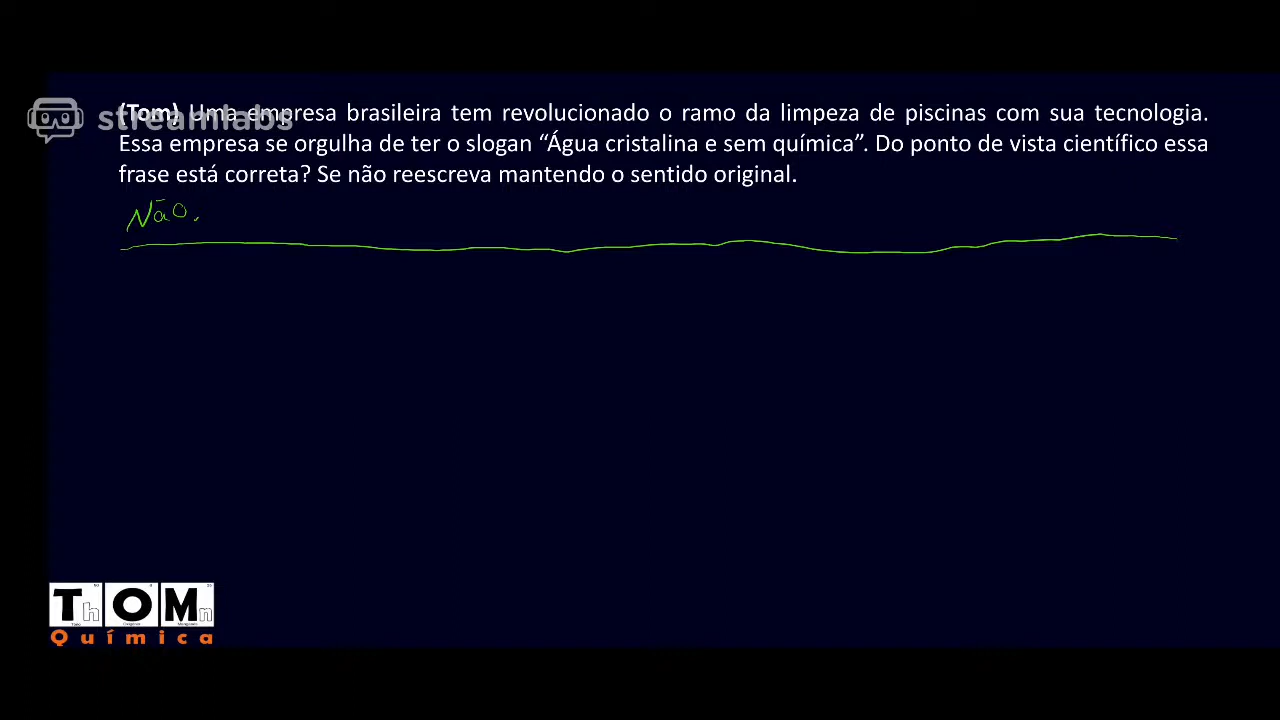 streamlabs
(Tom) Uma empresa brasileira tem revolucionado o ramo da limpeza de piscinas com sua tecnologia.
Essa empresa se orgulha de ter o slogan “Água cristalina e sem química”. Do ponto de vista científico essa
frase está correta? Se não reescreva mantendo o sentido original.
Não.
Th O Mn
Química